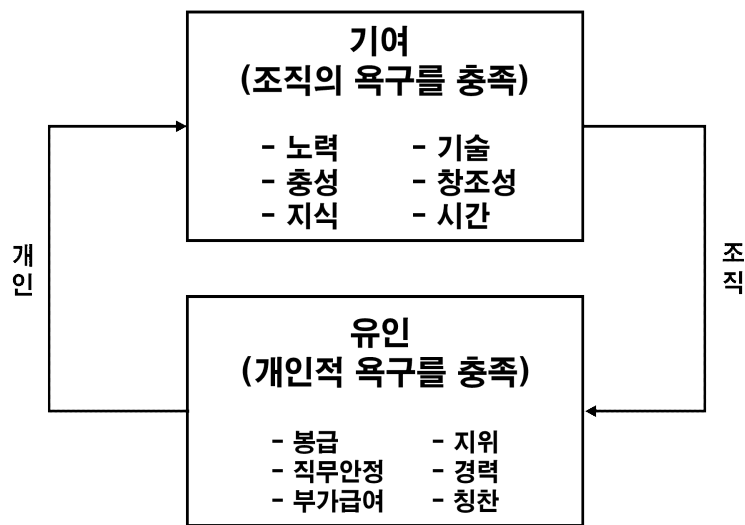 기여
(조직의 욕구를 충족)
- 노력 - 기술
- 충성 - 창조성
- 지식 - 시간
개인
조직
유인
(개인적 욕구를 충족)
- 봉급 - 지위
- 직무안정 - 경력
- 부가급여 - 칭찬